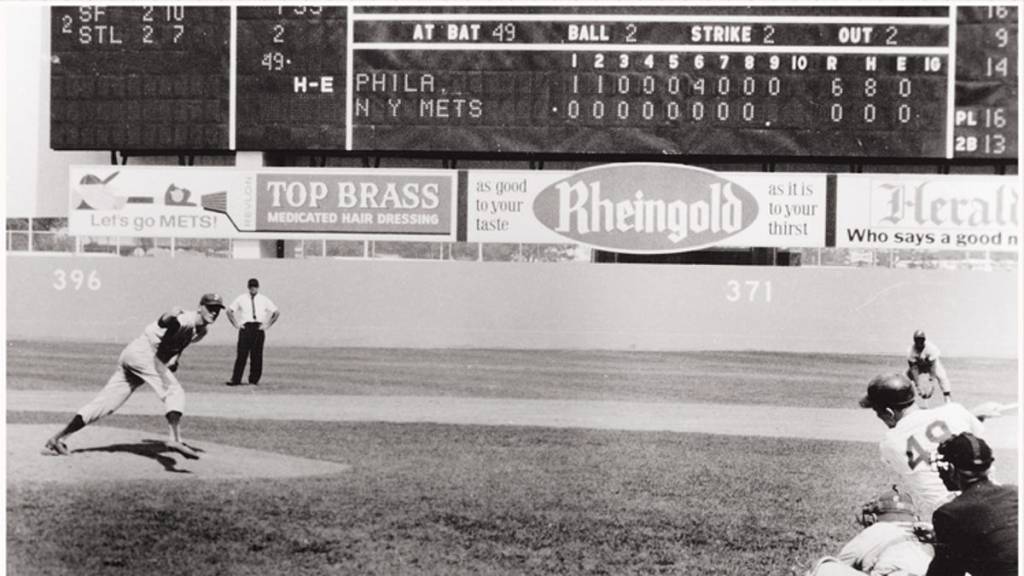 2 SF 2 10
STL 2 7
2
49
H-E
AT BAT 49 BALL 2 STRIKE 2 OUT 2
1 2 3 4 5 6 7 8 9 10 R H E
PHILA. 1 1 0 0 0 4 0 0 0 6 8 0
N Y METS 0 0 0 0 0 0 0 0 0 0 0
16
9
14
PL 16
2B 13
Let's go METS!
REVLON
TOP BRASS
MEDICATED HAIR DRESSING
as good
to your
taste
Rheingold
as it is
to your
thirst
Herald
Who says a good n
396
371
49